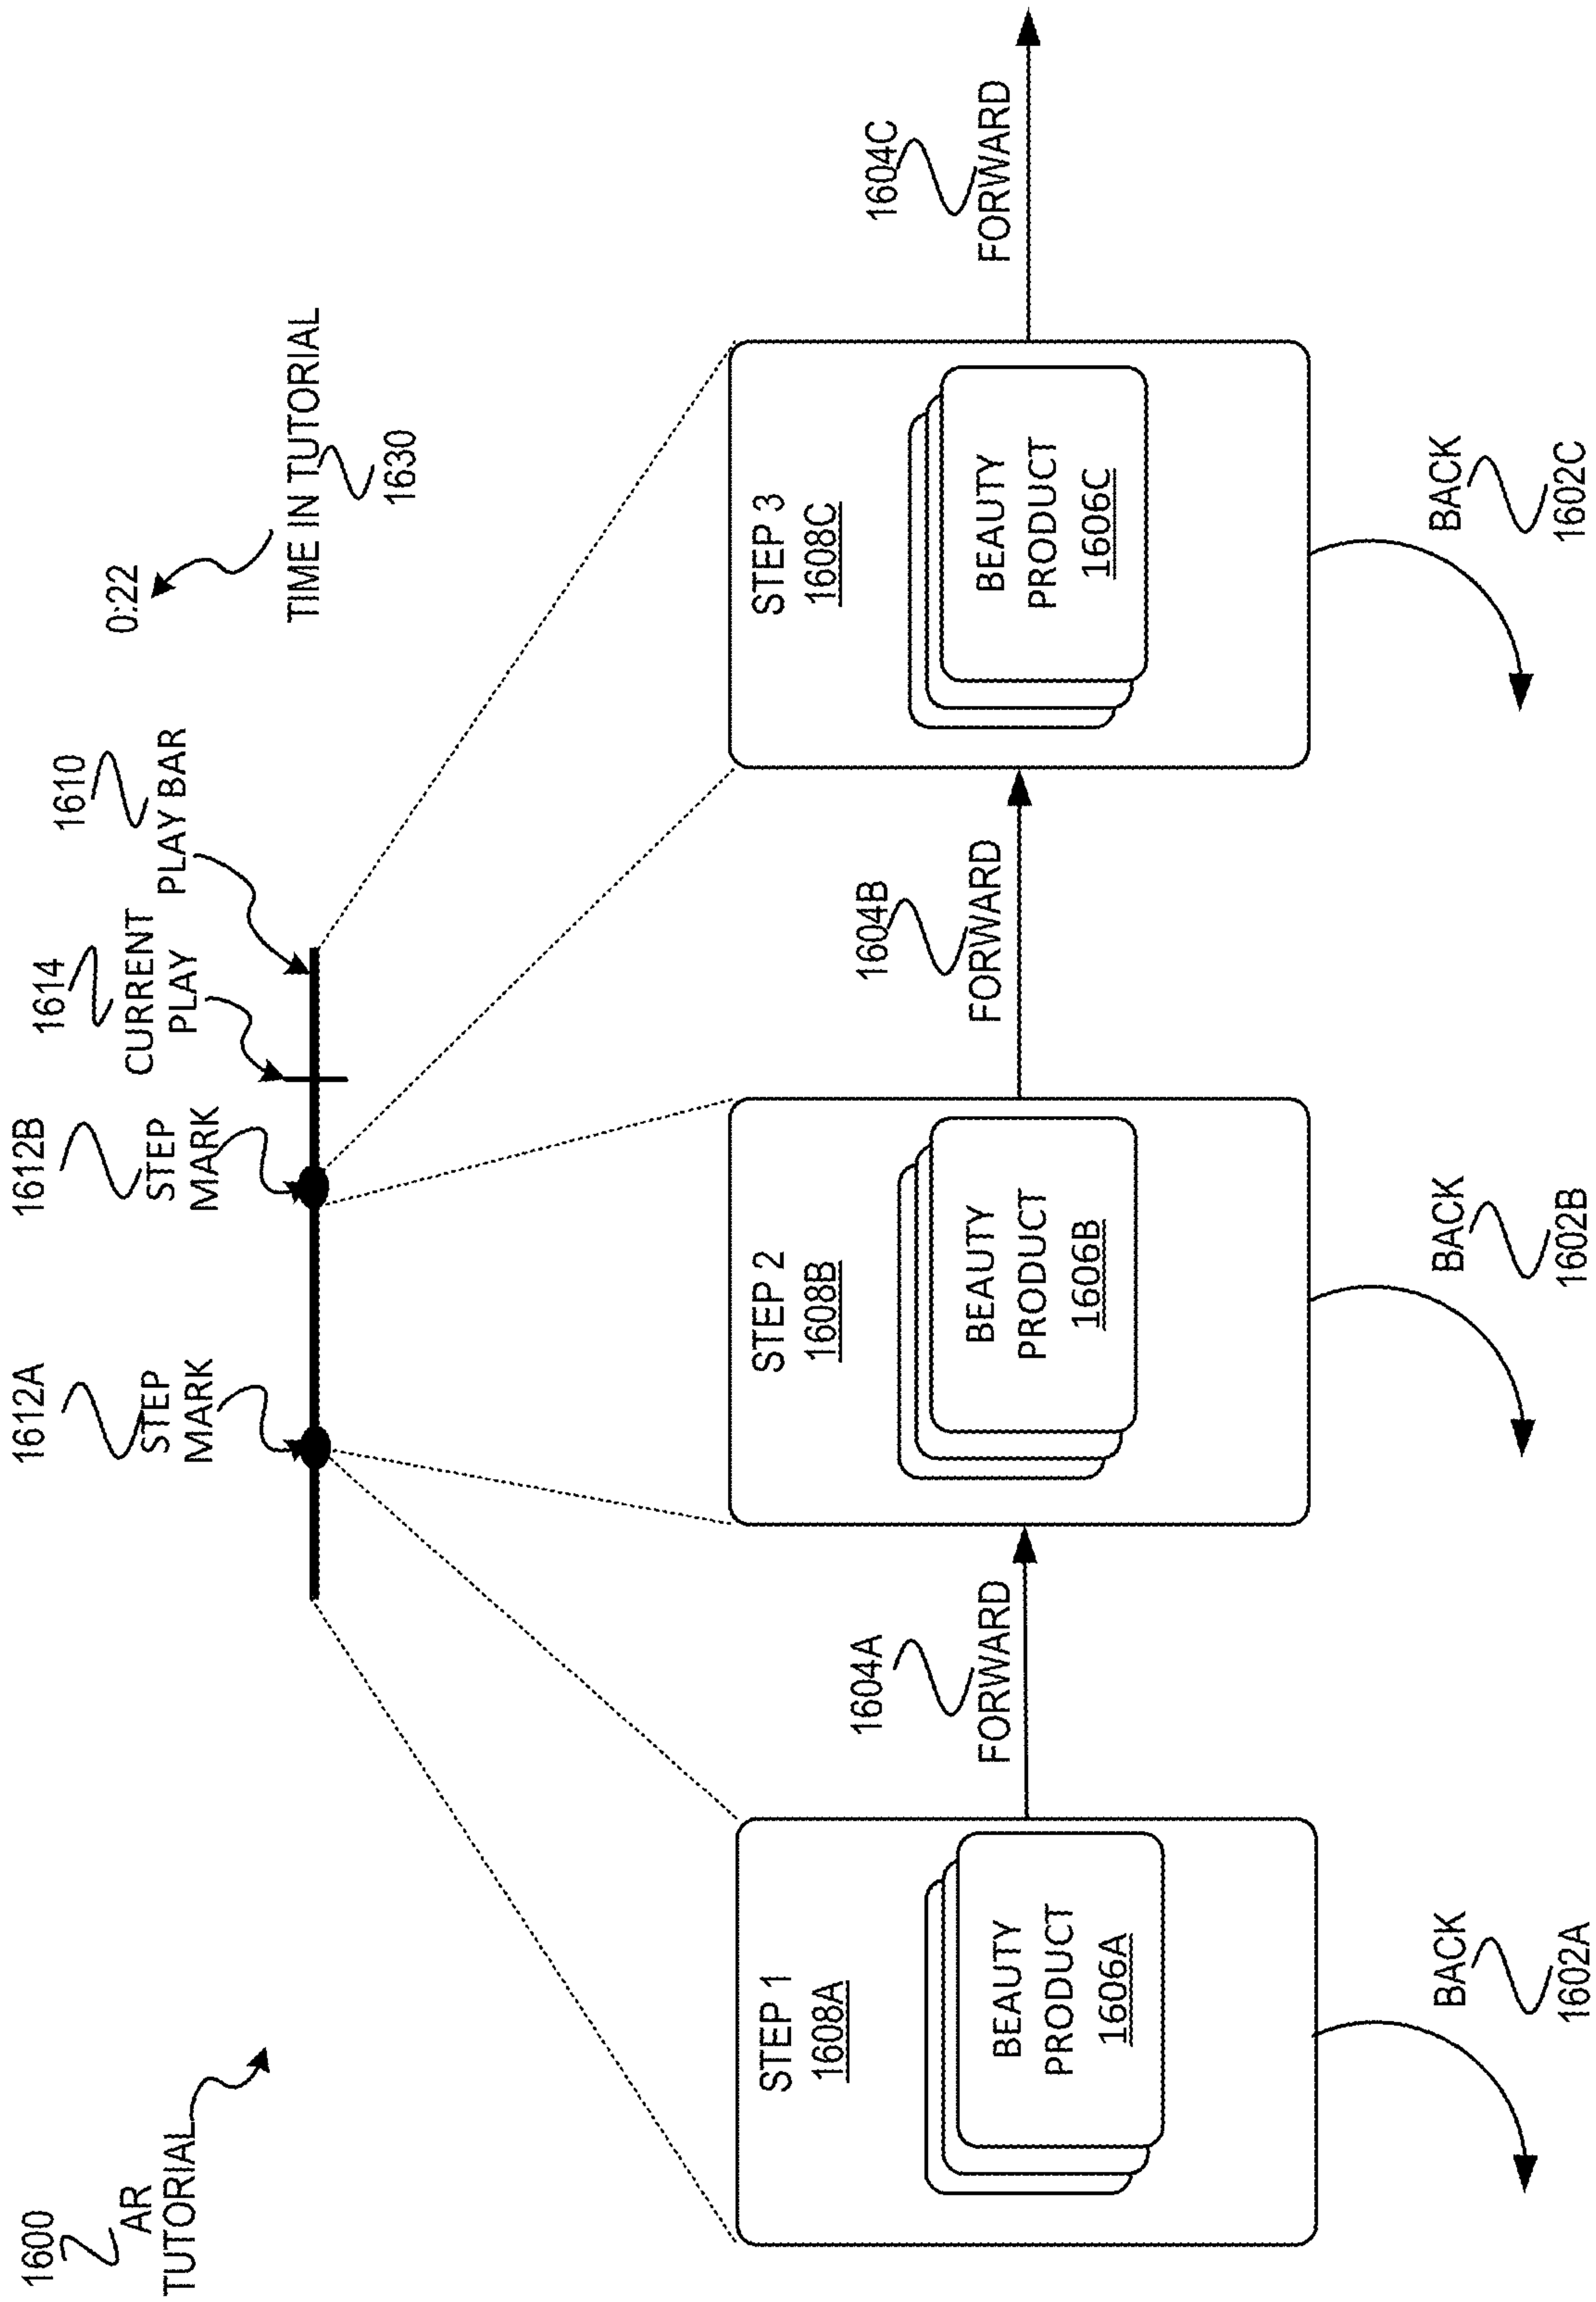 1600
AR
TUTORIAL
1612A
STEP
MARK
1612B
STEP
MARK
1614
CURRENT
PLAY
1610
PLAY BAR
0:22
TIME IN TUTORIAL
1630
STEP 1
1608A
BEAUTY
PRODUCT
1606A
1604A
FORWARD
STEP 2
1608B
BEAUTY
PRODUCT
1606B
1604B
FORWARD
STEP 3
1608C
BEAUTY
PRODUCT
1606C
1604C
FORWARD
BACK
1602A
BACK
1602B
BACK
1602C